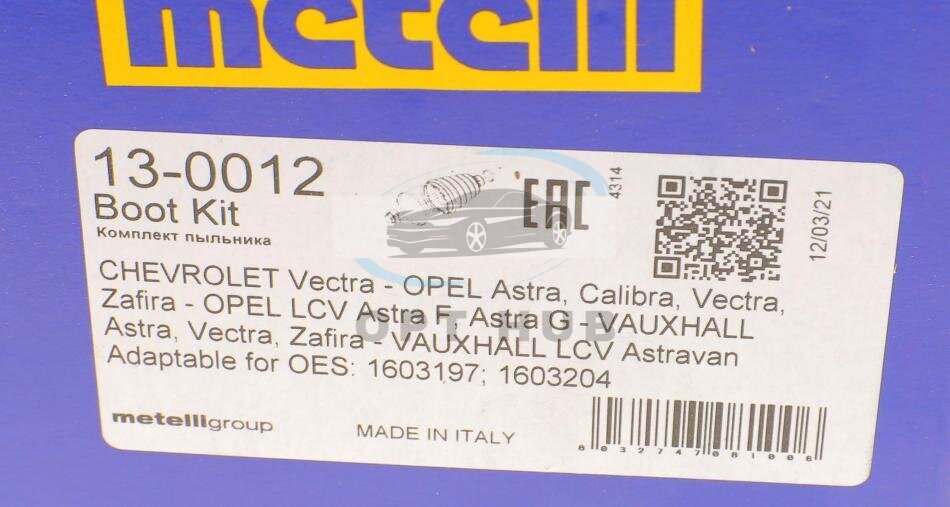 metelli
13-0012
Boot Kit
Комплект пыльника
EAC
4314
12/03/21
CHEVROLET Vectra - OPEL Astra, Calibra, Vectra,
Zafira - OPEL LCV Astra F, Astra G - VAUXHALL
Astra, Vectra, Zafira - VAUXHALL LCV Astravan
OPT HUB
Adaptable for OES: 1603197; 1603204
metelligroup
MADE IN ITALY
8032747081006